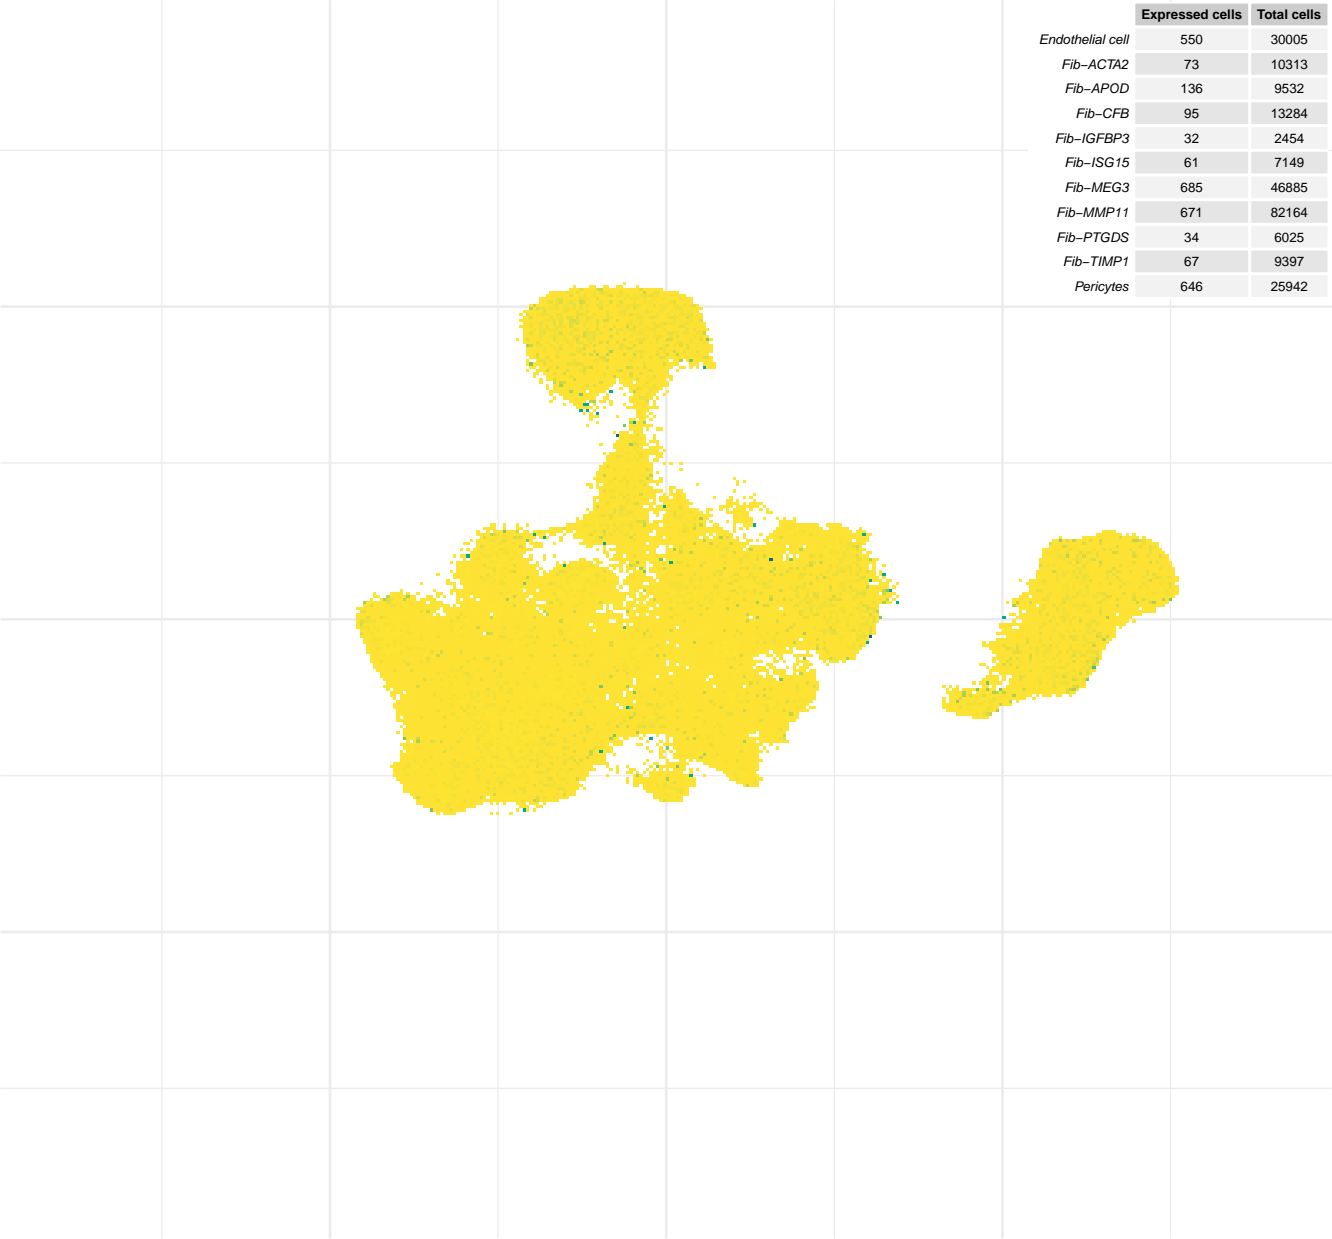 Expressed cells Total cells
Endothelial cell 550 30005
Fib−ACTA2 73 10313
Fib−APOD 136 9532
Fib−CFB 95 13284
Fib−IGFBP3 32 2454
Fib−ISG15 61 7149
Fib−MEG3 685 46885
Fib−MMP11 671 82164
Fib−PTGDS 34 6025
Fib−TIMP1 67 9397
Pericytes 646 25942